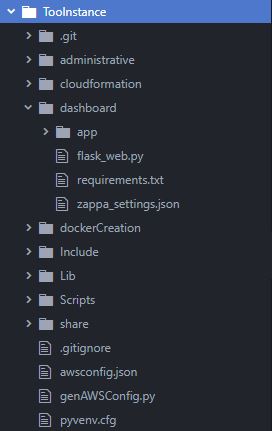 TooInstance
.git
administrative
cloudformation
dashboard
app
flask_web.py
requirements.txt
zappa_settings.json
dockerCreation
Include
Lib
Scripts
share
.gitignore
awsconfig.json
genAWSConfig.py
pyvenv.cfg